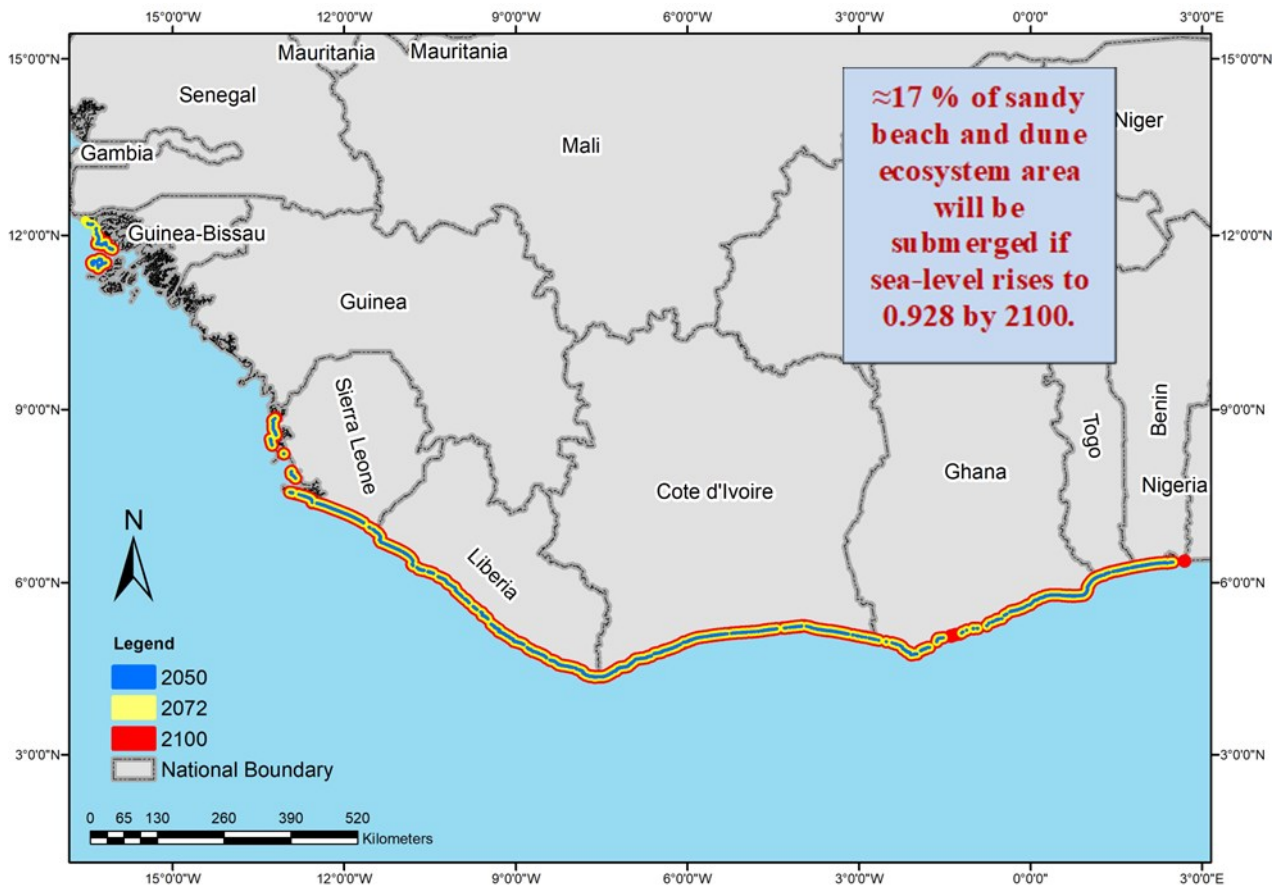 15°0'0"W 12°0'0"W 9°0'0"W 6°0'0"W 3°0'0"W 0°0'0" 3°0'0"E
15°0'0"N
12°0'0"N
9°0'0"N
6°0'0"N
3°0'0"N
15°0'0"N
12°0'0"N
9°0'0"N
6°0'0"N
3°0'0"N
Mauritania
Mauritania
Senegal
Gambia
Mali
Niger
Guinea-Bissau
Guinea
Sierra Leone
Liberia
Cote d'Ivoire
Ghana
Togo
Benin
Nigeria
≈17 % of sandy
beach and dune
ecosystem area
will be
submerged if
sea-level rises to
0.928 by 2100.
N
Legend
2050
2072
2100
National Boundary
0 65 130 260 390 520
Kilometers
15°0'0"W 12°0'0"W 9°0'0"W 6°0'0"W 3°0'0"W 0°0'0" 3°0'0"E